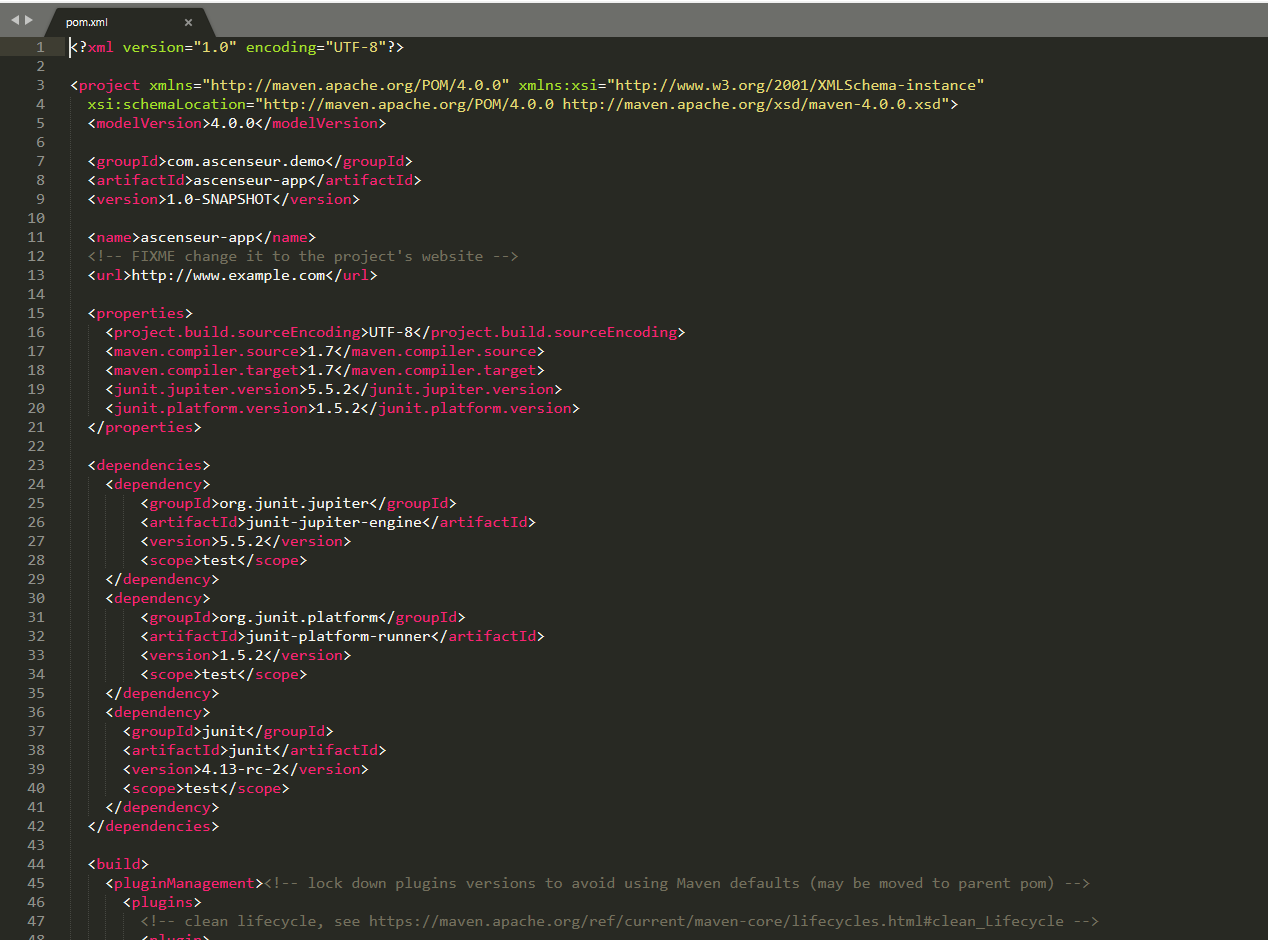 pom.xml
1 <?xml version="1.0" encoding="UTF-8"?>
2
3 <project xmlns="http://maven.apache.org/POM/4.0.0" xmlns:xsi="http://www.w3.org/2001/XMLSchema-instance"
4 xsi:schemaLocation="http://maven.apache.org/POM/4.0.0 http://maven.apache.org/xsd/maven-4.0.0.xsd">
5 <modelVersion>4.0.0</modelVersion>
6
7 <groupId>com.ascenseur.demo</groupId>
8 <artifactId>ascenseur-app</artifactId>
9 <version>1.0-SNAPSHOT</version>
10
11 <name>ascenseur-app</name>
12 <!-- FIXME change it to the project's website -->
13 <url>http://www.example.com</url>
14
15 <properties>
16 <project.build.sourceEncoding>UTF-8</project.build.sourceEncoding>
17 <maven.compiler.source>1.7</maven.compiler.source>
18 <maven.compiler.target>1.7</maven.compiler.target>
19 <junit.jupiter.version>5.5.2</junit.jupiter.version>
20 <junit.platform.version>1.5.2</junit.platform.version>
21 </properties>
22
23 <dependencies>
24 <dependency>
25 <groupId>org.junit.jupiter</groupId>
26 <artifactId>junit-jupiter-engine</artifactId>
27 <version>5.5.2</version>
28 <scope>test</scope>
29 </dependency>
30 <dependency>
31 <groupId>org.junit.platform</groupId>
32 <artifactId>junit-platform-runner</artifactId>
33 <version>1.5.2</version>
34 <scope>test</scope>
35 </dependency>
36 <dependency>
37 <groupId>junit</groupId>
38 <artifactId>junit</artifactId>
39 <version>4.13-rc-2</version>
40 <scope>test</scope>
41 </dependency>
42 </dependencies>
43
44 <build>
45 <pluginManagement><!-- lock down plugins versions to avoid using Maven defaults (may be moved to parent pom) -->
46 <plugins>
47 <!-- clean lifecycle, see https://maven.apache.org/ref/current/maven-core/lifecycles.html#clean_Lifecycle -->
48 <plugin>